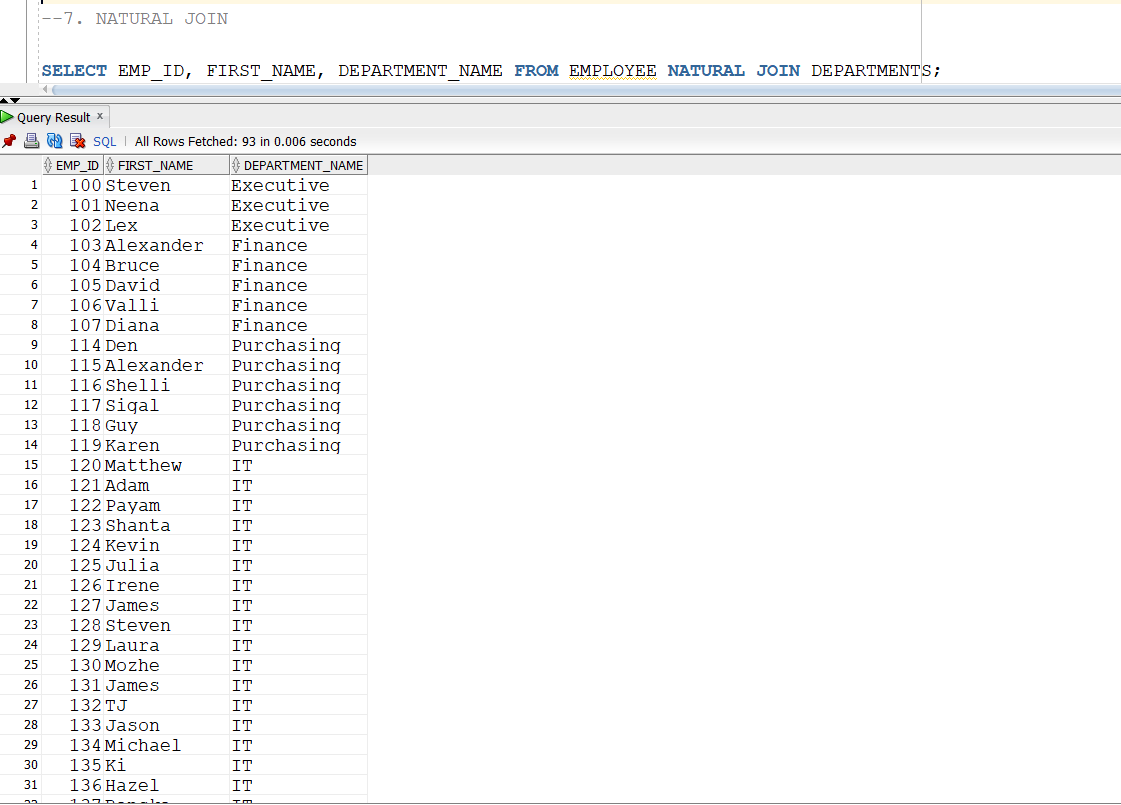 --7. NATURAL JOIN
SELECT EMP_ID, FIRST_NAME, DEPARTMENT_NAME FROM EMPLOYEE NATURAL JOIN DEPARTMENTS;
Query Result x
SQL | All Rows Fetched: 93 in 0.006 seconds
EMP_ID FIRST_NAME DEPARTMENT_NAME
1 100 Steven Executive
2 101 Neena Executive
3 102 Lex Executive
4 103 Alexander Finance
5 104 Bruce Finance
6 105 David Finance
7 106 Valli Finance
8 107 Diana Finance
9 114 Den Purchasing
10 115 Alexander Purchasing
11 116 Shelli Purchasing
12 117 Sigal Purchasing
13 118 Guy Purchasing
14 119 Karen Purchasing
15 120 Matthew IT
16 121 Adam IT
17 122 Payam IT
18 123 Shanta IT
19 124 Kevin IT
20 125 Julia IT
21 126 Irene IT
22 127 James IT
23 128 Steven IT
24 129 Laura IT
25 130 Mozhe IT
26 131 James IT
27 132 TJ IT
28 133 Jason IT
29 134 Michael IT
30 135 Ki IT
31 136 Hazel IT